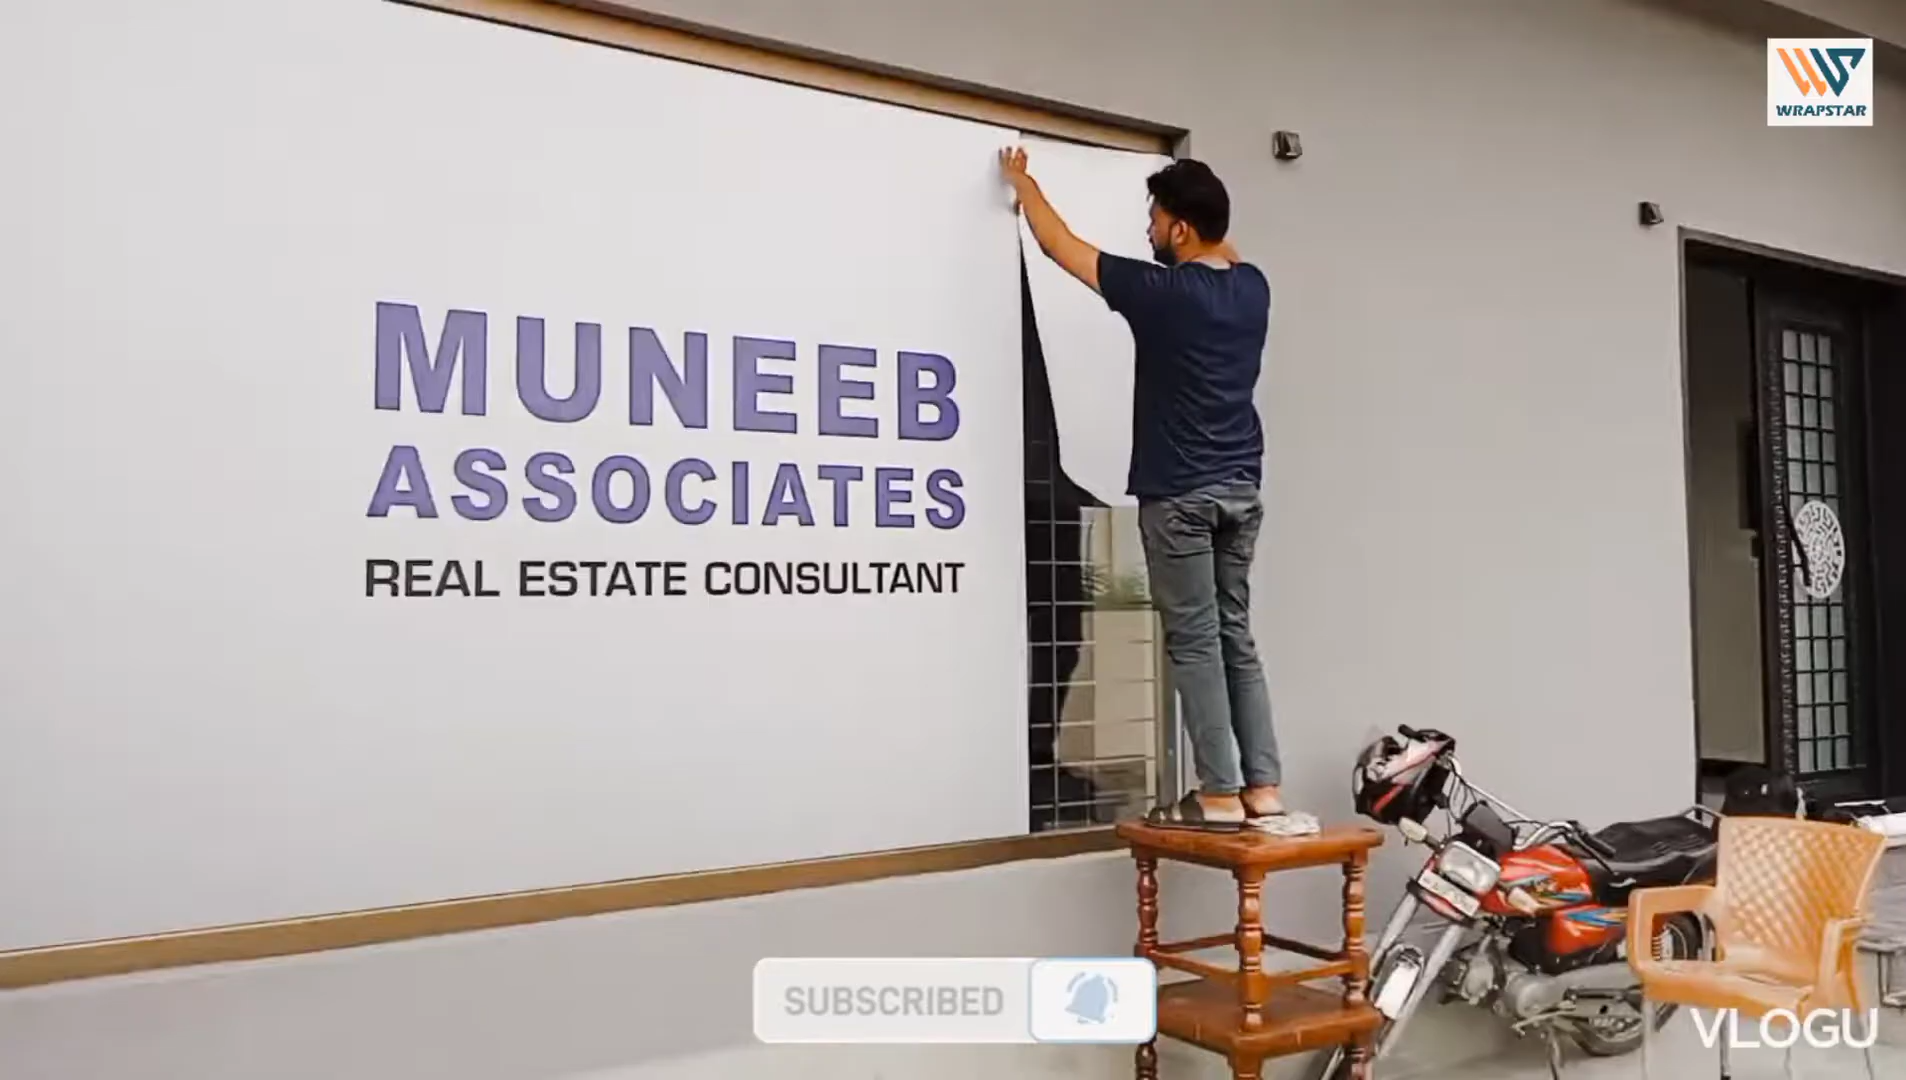 WRAPSTAR
MUNEEB
ASSOCIATES
REAL ESTATE CONSULTANT
SUBSCRIBED
VLOGU